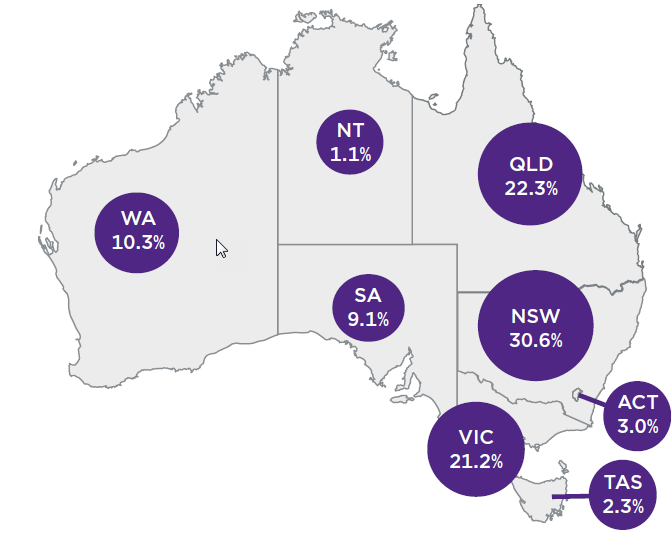 NT
1.1%
QLD
22.3%
WA
10.3%
SA
9.1%
NSW
30.6%
ACT
3.0%
VIC
21.2%
TAS
2.3%